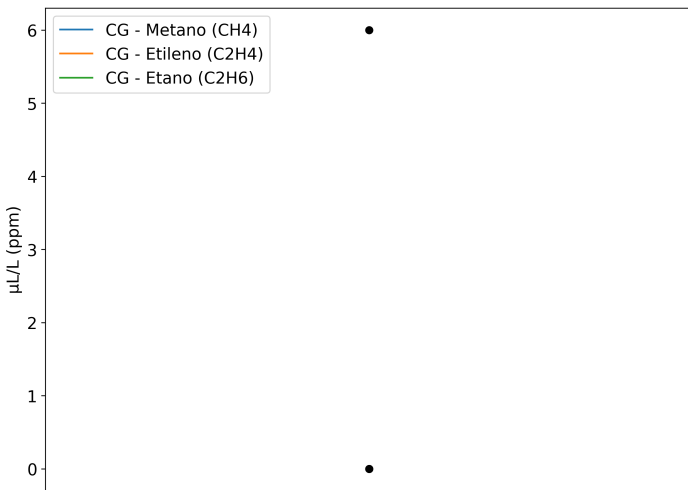 CG - Metano (CH4)
CG - Etileno (C2H4)
CG - Etano (C2H6)
6
5
4
3
2
1
0
µL/L (ppm)